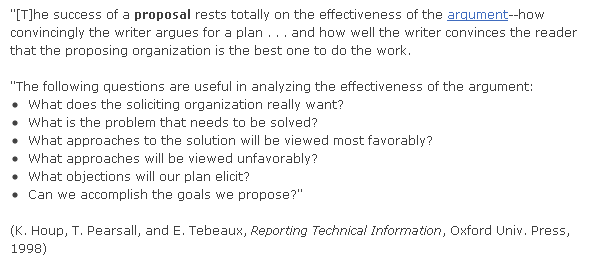 "[T]he success of a proposal rests totally on the effectiveness of the argument--how
convincingly the writer argues for a plan . . . and how well the writer convinces the reader
that the proposing organization is the best one to do the work.
"The following questions are useful in analyzing the effectiveness of the argument:
• What does the soliciting organization really want?
• What is the problem that needs to be solved?
• What approaches to the solution will be viewed most favorably?
• What approaches will be viewed unfavorably?
• What objections will our plan elicit?
• Can we accomplish the goals we propose?"
(K. Houp, T. Pearsall, and E. Tebeaux, Reporting Technical Information, Oxford Univ. Press,
1998)